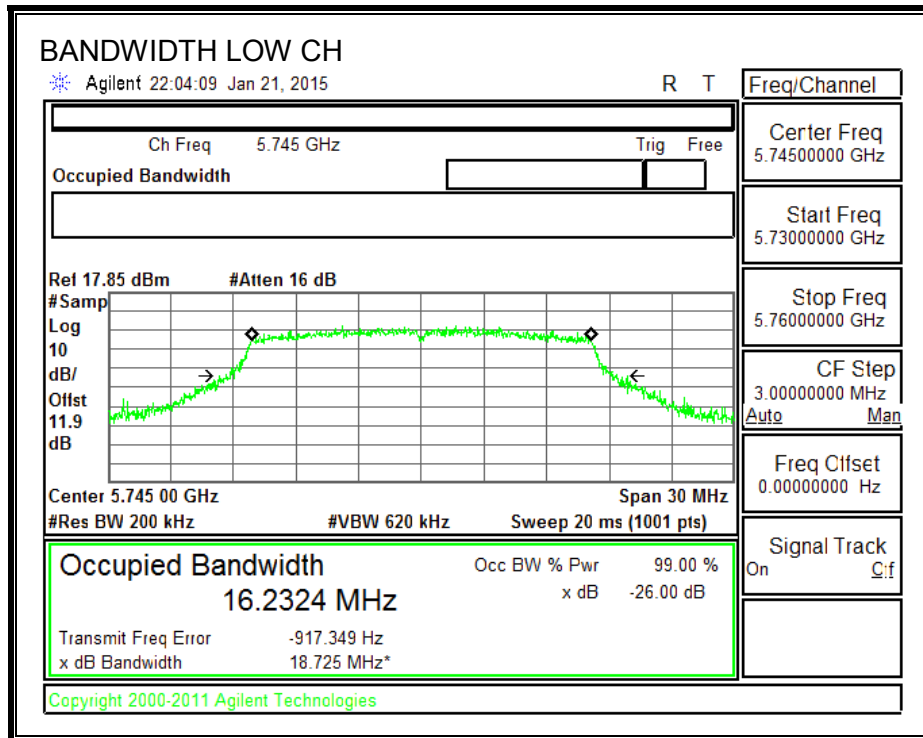 BANDWIDTH LOW CH
Agilent 22:04:09 Jan 21, 2015 R T
Freq/Channel
Ch Freq 5.745 GHz Trig Free
Occupied Bandwidth
Center Freq
5.74500000 GHz
Start Freq
5.73000000 GHz
Stop Freq
5.76000000 GHz
CF Step
3.00000000 MHz
Auto Man
Freq Offset
0.00000000 Hz
Signal Track
On Off
Ref 17.85 dBm #Atten 16 dB
#Samp
Log
10
dB/
Offst
11.9
dB
Center 5.745 00 GHz Span 30 MHz
#Res BW 200 kHz #VBW 620 kHz Sweep 20 ms (1001 pts)
Occupied Bandwidth Occ BW % Pwr 99.00 %
16.2324 MHz x dB -26.00 dB
Transmit Freq Error -917.349 Hz
x dB Bandwidth 18.725 MHz*
Copyright 2000-2011 Agilent Technologies